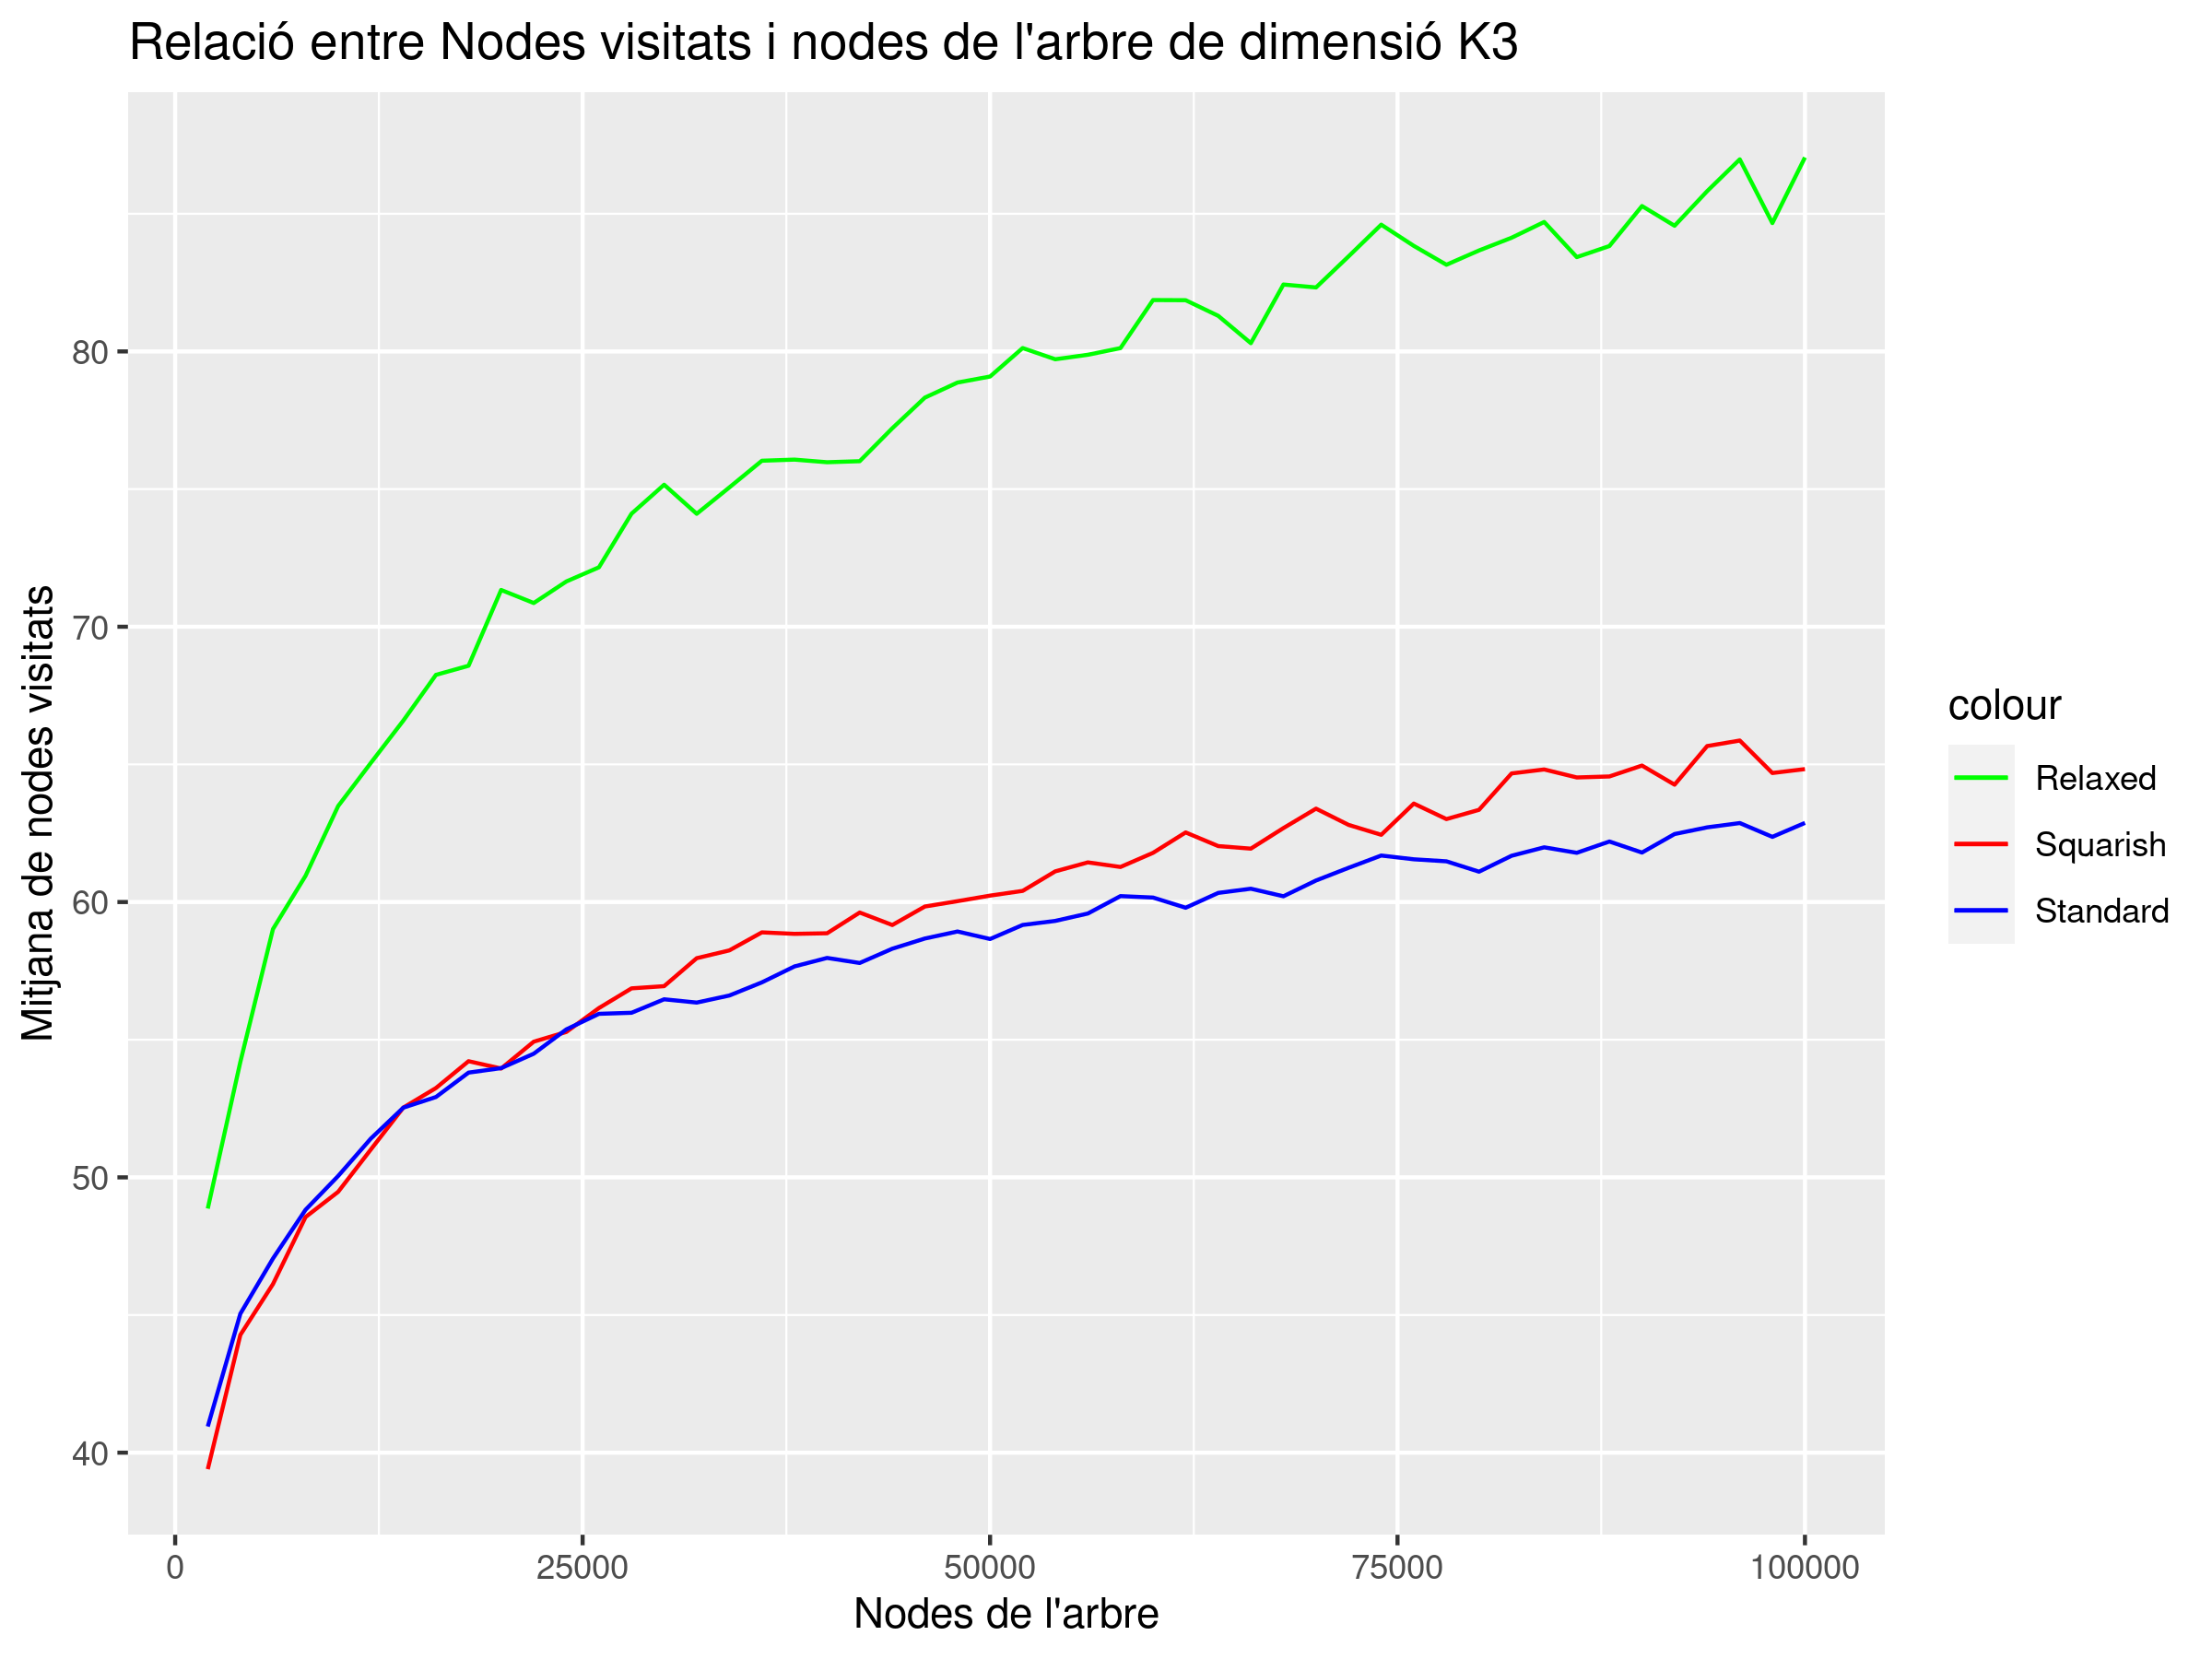 Relació entre Nodes visitats i nodes de l'arbre de dimensió K3
Mitjana de nodes visitats
80
70
60
50
40
0
25000
50000
75000
100000
Nodes de l'arbre
colour
Relaxed
Squarish
Standard